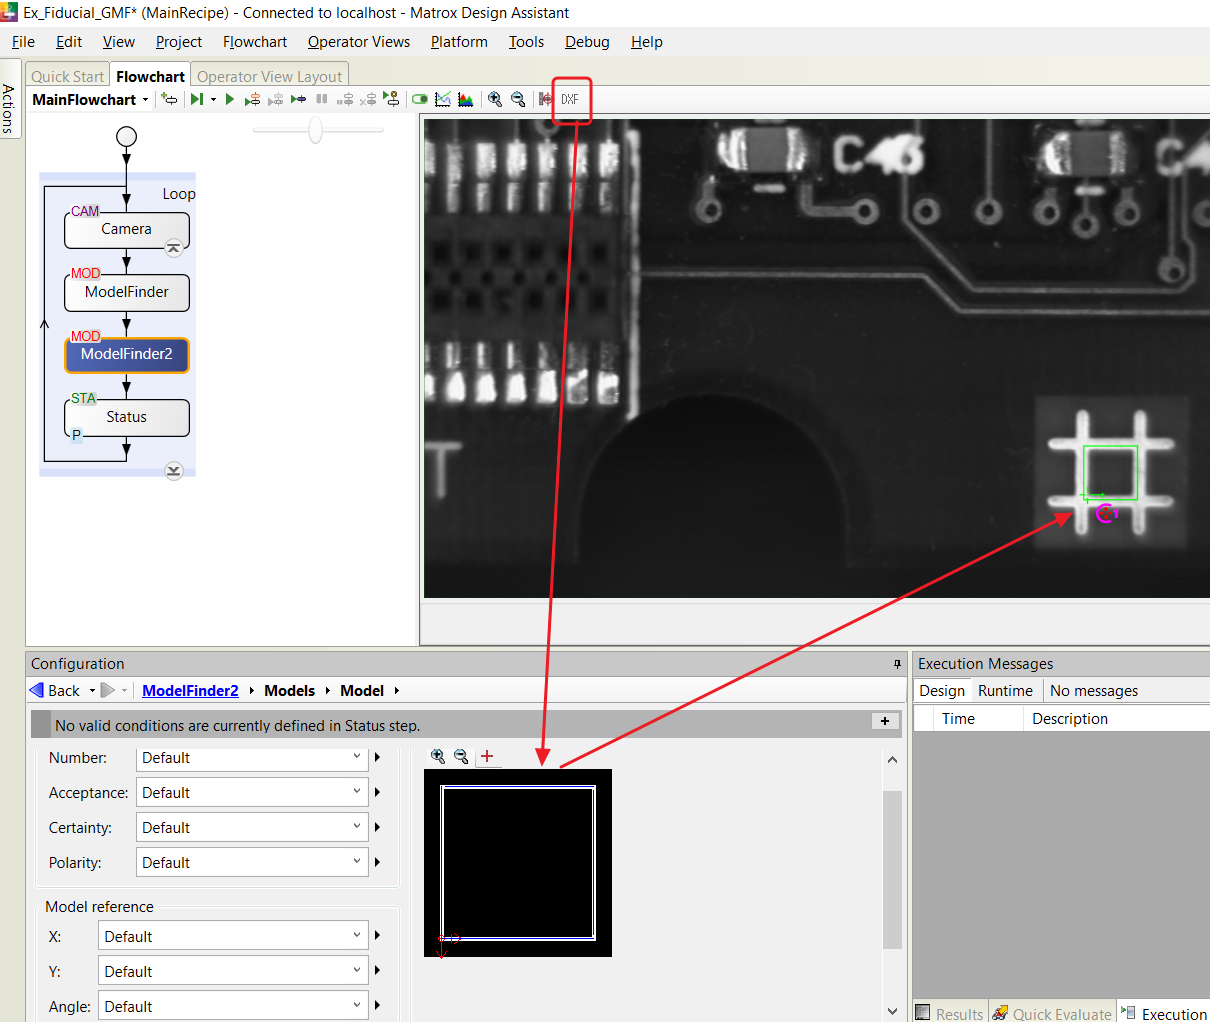 Ex_Fiducial_GMF* (MainRecipe) - Connected to localhost - Matrox Design Assistant
File Edit View Project Flowchart Operator Views Platform Tools Debug Help
Actions
Quick Start Flowchart Operator View Layout
MainFlowchart DXF
Loop
CAM
Camera
MOD
ModelFinder
MOD
ModelFinder2
STA
Status
P
C46
C4
T
1
Configuration
Back ModelFinder2 Models Model
No valid conditions are currently defined in Status step.
+
Number: Default
Acceptance: Default
Certainty: Default
Polarity: Default
Model reference
X: Default
Y: Default
Angle: Default
Execution Messages
Design Runtime No messages
Time Description
Results Quick Evaluate Execution